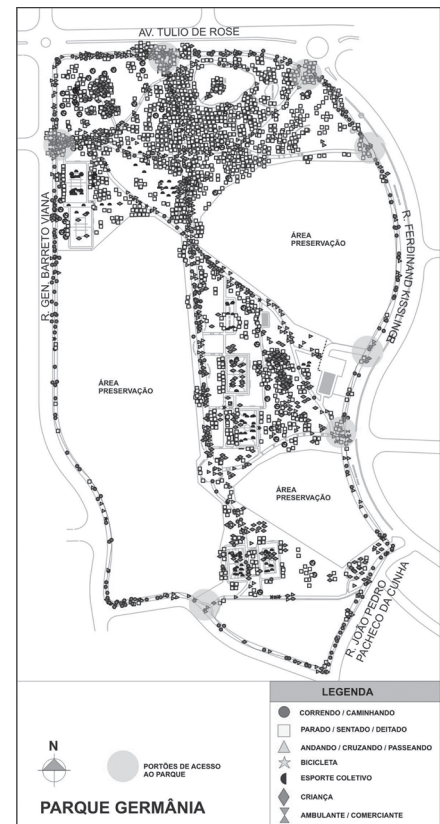 AV. TULIO DE ROSE
R. GEN. BARRETO VIANA
R. FERDINAND KISSLING
ÁREA
PRESERVAÇÃO
ÁREA
PRESERVAÇÃO
ÁREA
PRESERVAÇÃO
R. JOÃO PEDRO
PACHECO DA CUNHA
N
PORTÕES DE ACESSO
AO PARQUE
PARQUE GERMÂNIA
LEGENDA
CORRENDO / CAMINHANDO
PARADO / SENTADO / DEITADO
ANDANDO / CRUZANDO / PASSEANDO
BICICLETA
ESPORTE COLETIVO
CRIANÇA
AMBULANTE / COMERCIANTE